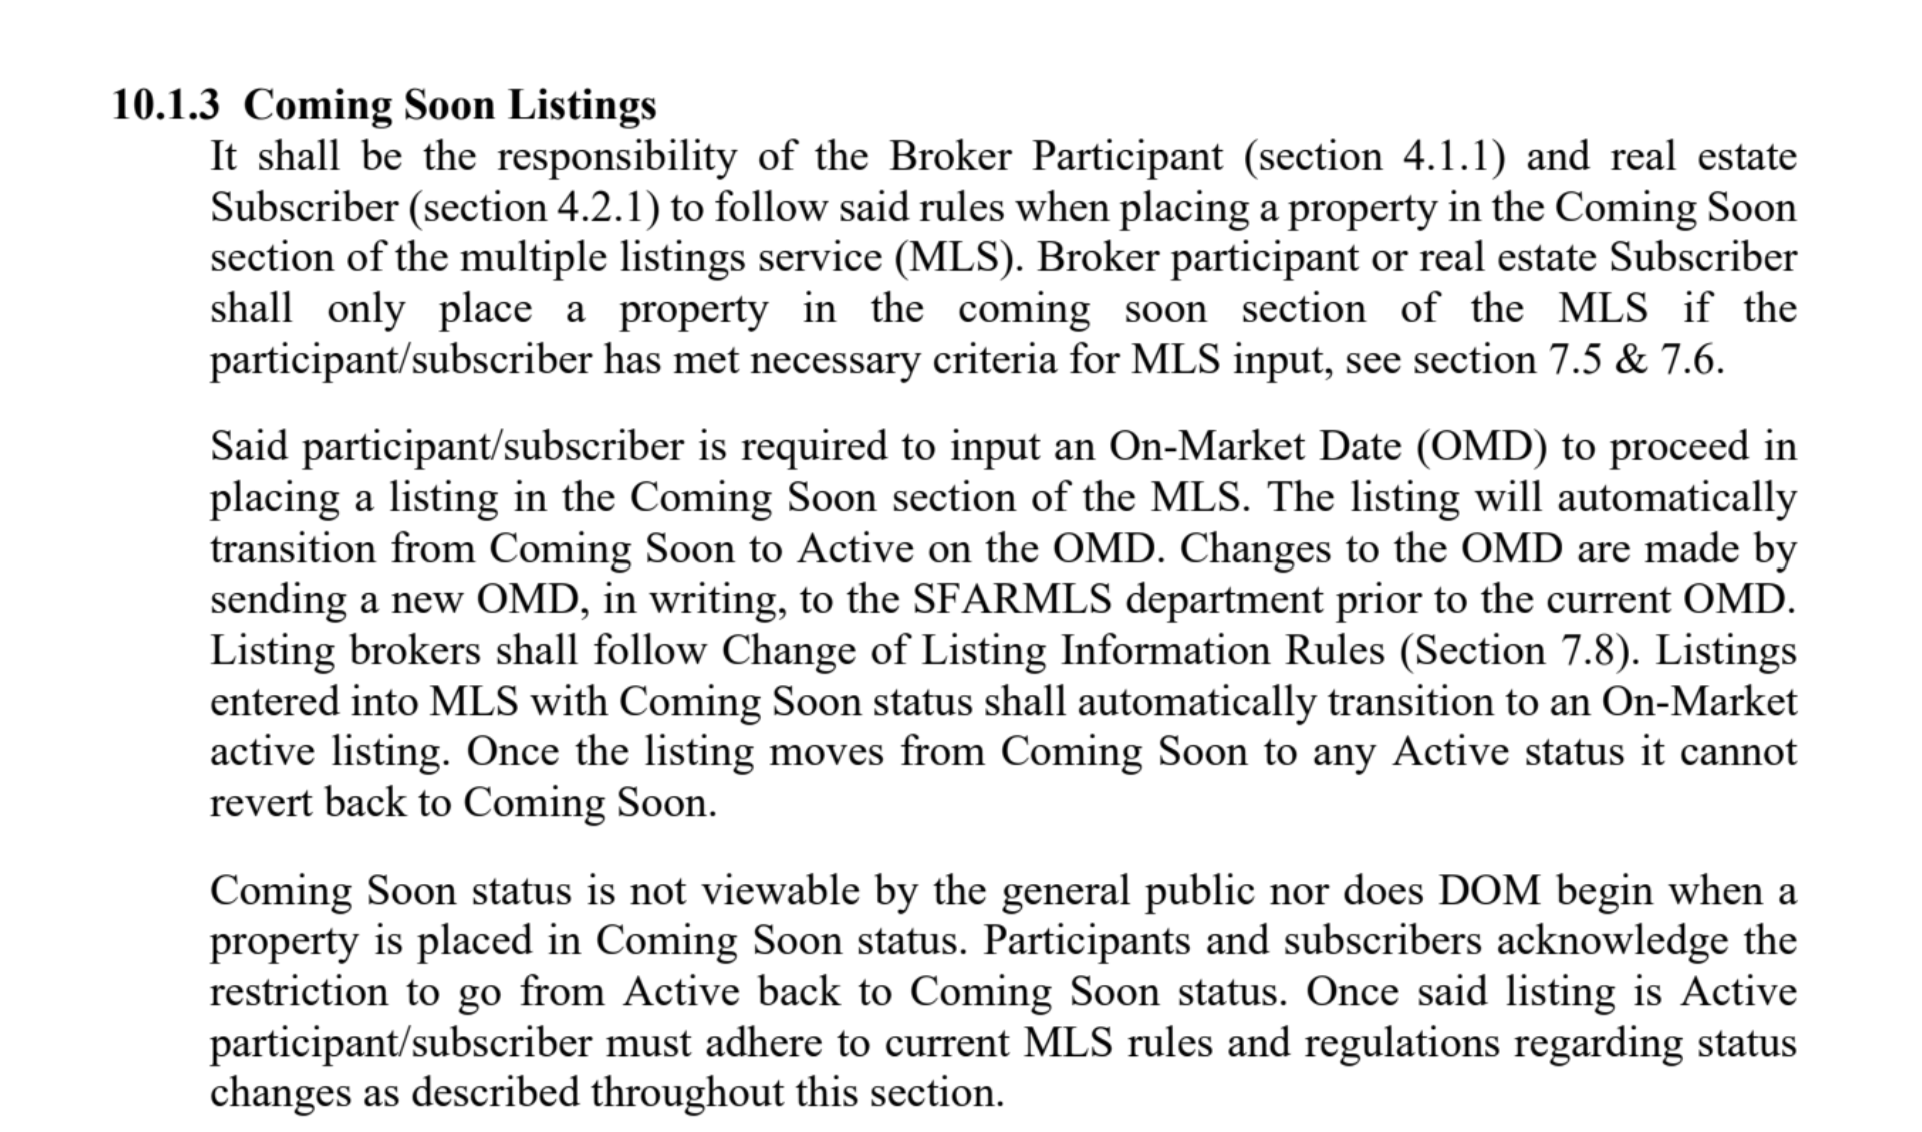 10.1.3 Coming Soon Listings
It shall be the responsibility of the Broker Participant (section 4.1.1) and real estate
Subscriber (section 4.2.1) to follow said rules when placing a property in the Coming Soon
section of the multiple listings service (MLS). Broker participant or real estate Subscriber
shall only place a property in the coming soon section of the MLS if the
participant/subscriber has met necessary criteria for MLS input, see section 7.5 & 7.6.
Said participant/subscriber is required to input an On-Market Date (OMD) to proceed in
placing a listing in the Coming Soon section of the MLS. The listing will automatically
transition from Coming Soon to Active on the OMD. Changes to the OMD are made by
sending a new OMD, in writing, to the SFARMLS department prior to the current OMD.
Listing brokers shall follow Change of Listing Information Rules (Section 7.8). Listings
entered into MLS with Coming Soon status shall automatically transition to an On-Market
active listing. Once the listing moves from Coming Soon to any Active status it cannot
revert back to Coming Soon.
Coming Soon status is not viewable by the general public nor does DOM begin when a
property is placed in Coming Soon status. Participants and subscribers acknowledge the
restriction to go from Active back to Coming Soon status. Once said listing is Active
participant/subscriber must adhere to current MLS rules and regulations regarding status
changes as described throughout this section.